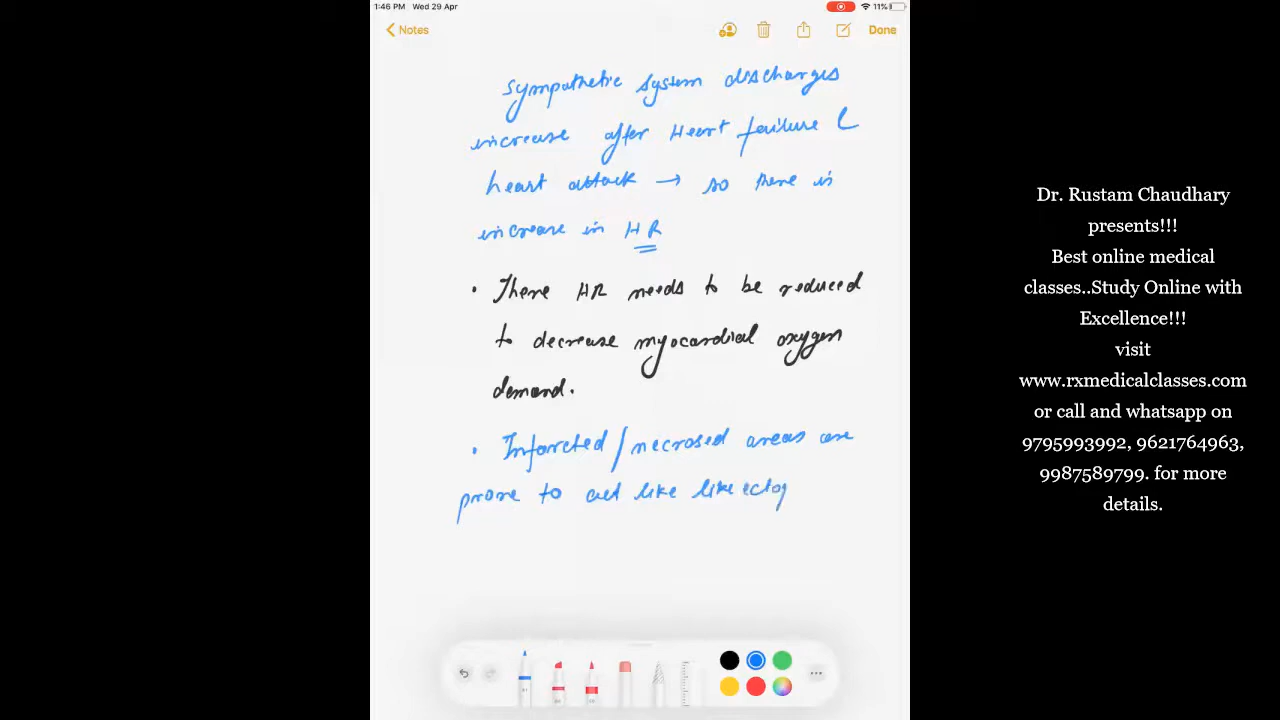 1:46 PM Wed 29 Apr
11%
Notes
Done
sympathetic system discharges
increase after Heart failure (
heart attack → so there is
increase in HR
• There HR needs to be reduced
to decrease myocardial oxygen
demand.
• Infarcted/necrosed areas are
prone to act like like ectop
Dr. Rustam Chaudhary
presents!!!
Best online medical
classes..Study Online with
Excellence!!!
visit
www.rxmedicalclasses.com
or call and whatsapp on
9795993992, 9621764963,
9987589799. for more
details.